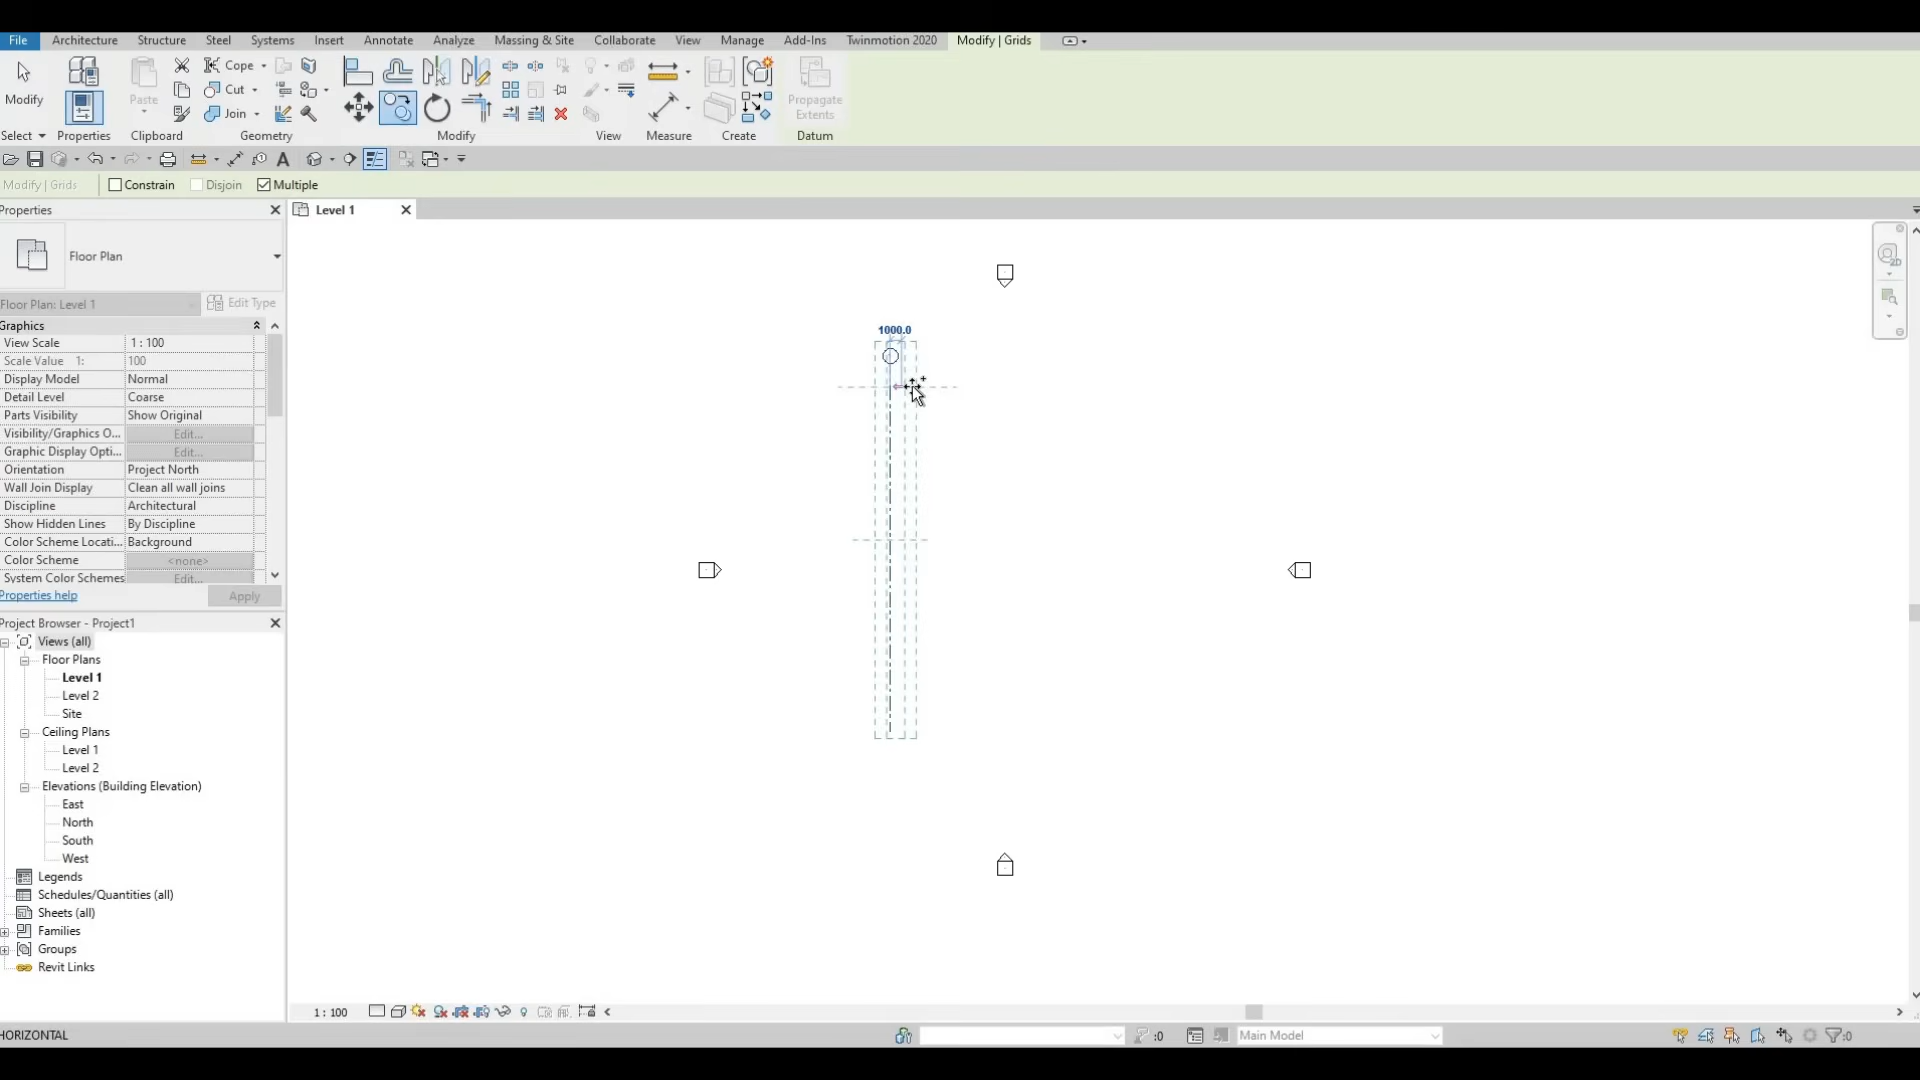 File Architecture Structure Steel Systems Insert Annotate Analyze Massing & Site Collaborate View Manage Add-Ins Twinmotion 2020 Modify | Grids
Modify
Paste
Cope
Cut
Join
Propagate
Extents
Select Properties Clipboard Geometry Modify View Measure Create Datum
Modify | Grids Constrain Disjoin Multiple
Properties
Level 1
Floor Plan
Floor Plan: Level 1 Edit Type
Graphics
View Scale 1 : 100
Scale Value 1: 100
Display Model Normal
Detail Level Coarse
Parts Visibility Show Original
Visibility/Graphics O... Edit...
Graphic Display Opti... Edit...
Orientation Project North
Wall Join Display Clean all wall joins
Discipline Architectural
Show Hidden Lines By Discipline
Color Scheme Locati... Background
Color Scheme <none>
System Color Schemes Edit...
Properties help Apply
Project Browser - Project1
Views (all)
Floor Plans
Level 1
Level 2
Site
Ceiling Plans
Level 1
Level 2
Elevations (Building Elevation)
East
North
South
West
Legends
Schedules/Quantities (all)
Sheets (all)
Families
Groups
Revit Links
1000.0
2D
1 : 100
HORIZONTAL
:0
Main Model
:0